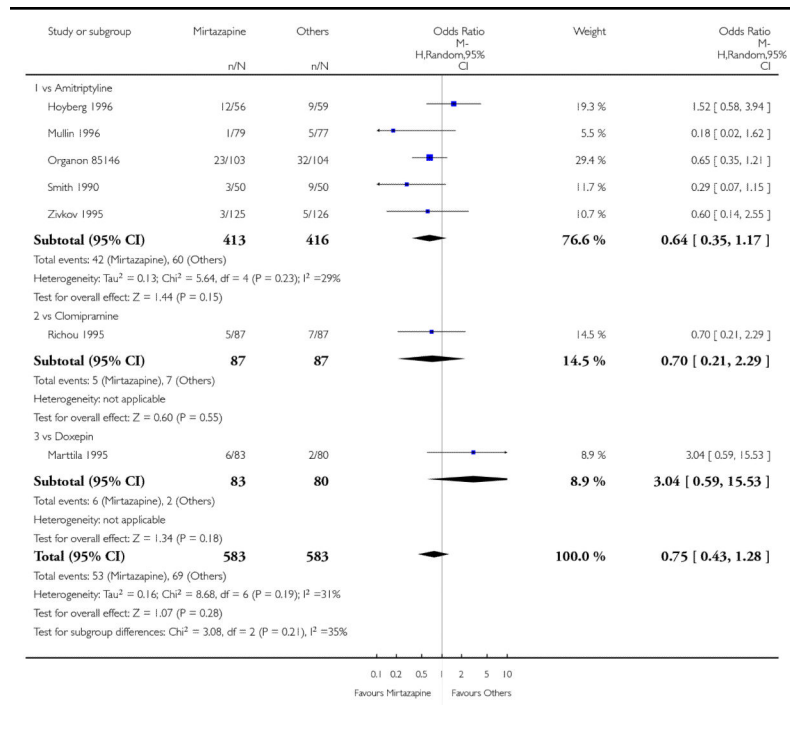 Study or subgroup Mirtazapine Others Odds Ratio Weight Odds Ratio
M- M-
H,Random,95% H,Random,95%
n/N n/N CI CI
1 vs Amitriptyline
Hoyberg 1996 12/56 9/59 19.3 % 1.52 [ 0.58, 3.94 ]
Mullin 1996 1/79 5/77 5.5 % 0.18 [ 0.02, 1.62 ]
Organon 85146 23/103 32/104 29.4 % 0.65 [ 0.35, 1.21 ]
Smith 1990 3/50 9/50 11.7 % 0.29 [ 0.07, 1.15 ]
Zivkov 1995 3/125 5/126 10.7 % 0.60 [ 0.14, 2.55 ]
Subtotal (95% CI) 413 416 76.6 % 0.64 [ 0.35, 1.17 ]
Total events: 42 (Mirtazapine), 60 (Others)
Heterogeneity: Tau² = 0.13; Chi² = 5.64, df = 4 (P = 0.23); I² =29%
Test for overall effect: Z = 1.44 (P = 0.15)
2 vs Clomipramine
Richou 1995 5/87 7/87 14.5 % 0.70 [ 0.21, 2.29 ]
Subtotal (95% CI) 87 87 14.5 % 0.70 [ 0.21, 2.29 ]
Total events: 5 (Mirtazapine), 7 (Others)
Heterogeneity: not applicable
Test for overall effect: Z = 0.60 (P = 0.55)
3 vs Doxepin
Marttila 1995 6/83 2/80 8.9 % 3.04 [ 0.59, 15.53 ]
Subtotal (95% CI) 83 80 8.9 % 3.04 [ 0.59, 15.53 ]
Total events: 6 (Mirtazapine), 2 (Others)
Heterogeneity: not applicable
Test for overall effect: Z = 1.34 (P = 0.18)
Total (95% CI) 583 583 100.0 % 0.75 [ 0.43, 1.28 ]
Total events: 53 (Mirtazapine), 69 (Others)
Heterogeneity: Tau² = 0.16; Chi² = 8.68, df = 6 (P = 0.19); I² =31%
Test for overall effect: Z = 1.07 (P = 0.28)
Test for subgroup differences: Chi² = 3.08, df = 2 (P = 0.21), I² =35%
0.1 0.2 0.5 1 2 5 10
Favours Mirtazapine Favours Others